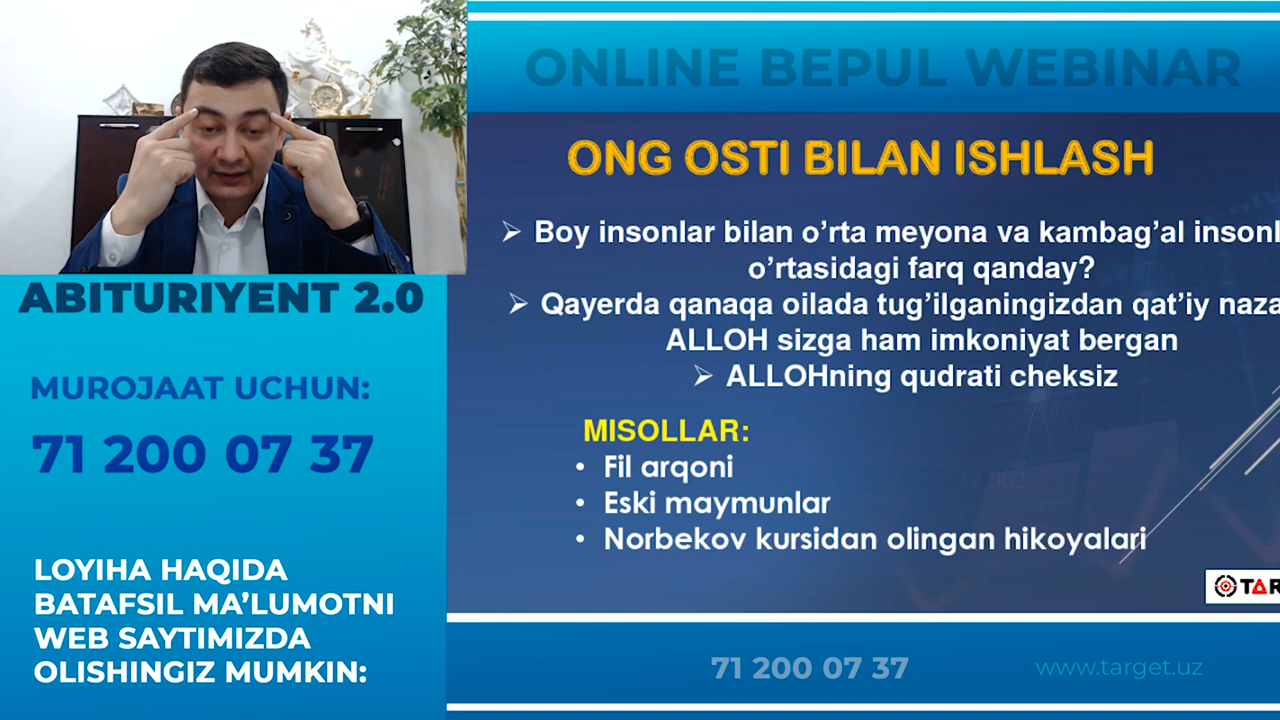 ONLINE BEPUL WEBINAR
ONG OSTI BILAN ISHLASH
➢ Boy insonlar bilan o’rta meyona va kambag’al insonl
o’rtasidagi farq qanday?
➢ Qayerda qanaqa oilada tug’ilganingizdan qat’iy naza
ALLOH sizga ham imkoniyat bergan
➢ ALLOHning qudrati cheksiz
MISOLLAR:
• Fil arqoni
• Eski maymunlar
• Norbekov kursidan olingan hikoyalari
TAR
71 200 07 37
www.target.uz
ABITURIYENT 2.0
MUROJAAT UCHUN:
71 200 07 37
LOYIHA HAQIDA
BATAFSIL MA’LUMOTNI
WEB SAYTIMIZDA
OLISHINGIZ MUMKIN: